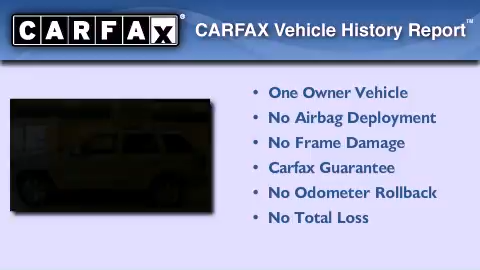 CARFAX® CARFAX Vehicle History Report™
• One Owner Vehicle
• No Airbag Deployment
• No Frame Damage
• Carfax Guarantee
• No Odometer Rollback
• No Total Loss